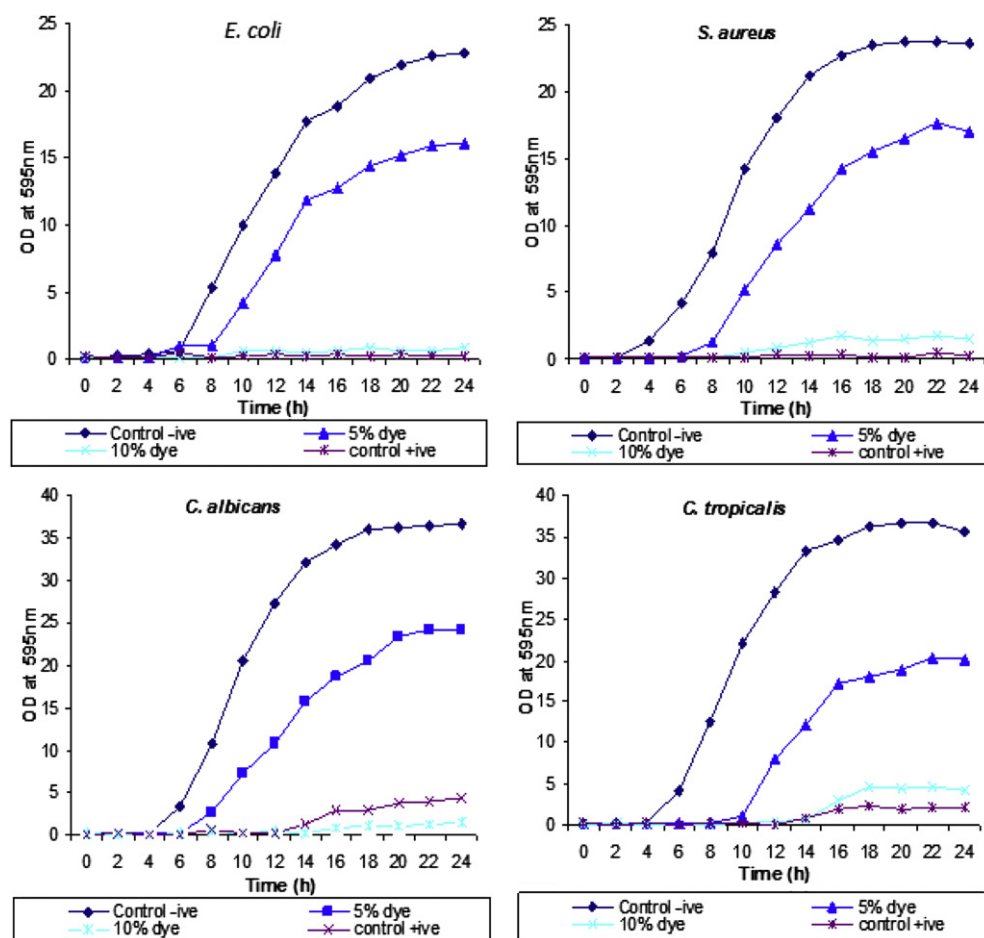 E. coli
25
20
15
10
5
0
OD at 595nm
0 2 4 6 8 10 12 14 16 18 20 22 24
Time (h)
Control -ive 5% dye
10% dye control +ive
S. aureus
25
20
15
10
5
0
OD at 595nm
0 2 4 6 8 10 12 14 16 18 20 22 24
Time (h)
Control -ive 5% dye
10% dye control +ive
C. albicans
40
35
30
25
20
15
10
5
0
OD at 595nm
0 2 4 6 8 10 12 14 16 18 20 22 24
Time (h)
Control -ive 5% dye
10% dye control +ive
C. tropicalis
40
35
30
25
20
15
10
5
0
OD at 595nm
0 2 4 6 8 10 12 14 16 18 20 22 24
Time (h)
Control -ive 5% dye
10% dye control +ive